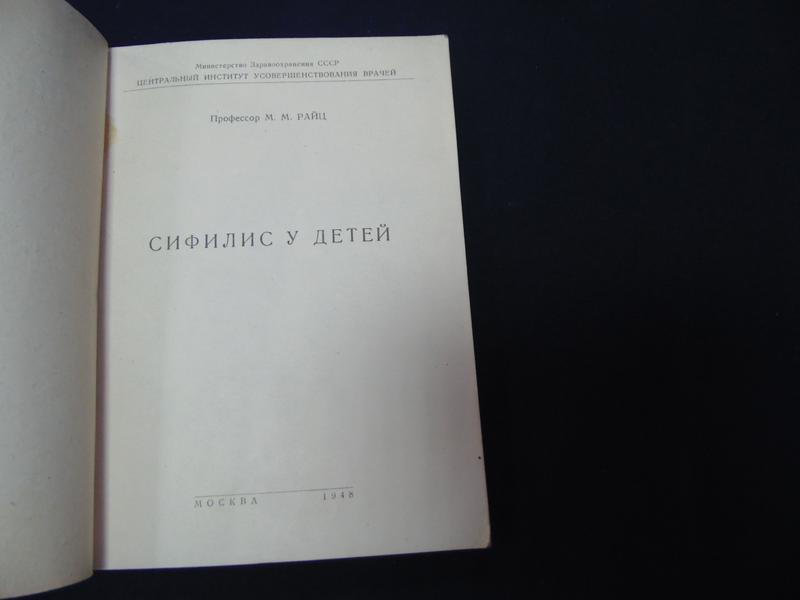 Министерство Здравоохранения СССР
ЦЕНТРАЛЬНЫЙ ИНСТИТУТ УСОВЕРШЕНСТВОВАНИЯ ВРАЧЕЙ
Профессор М. М. РАЙЦ
СИФИЛИС У ДЕТЕЙ
МОСКВА 1948